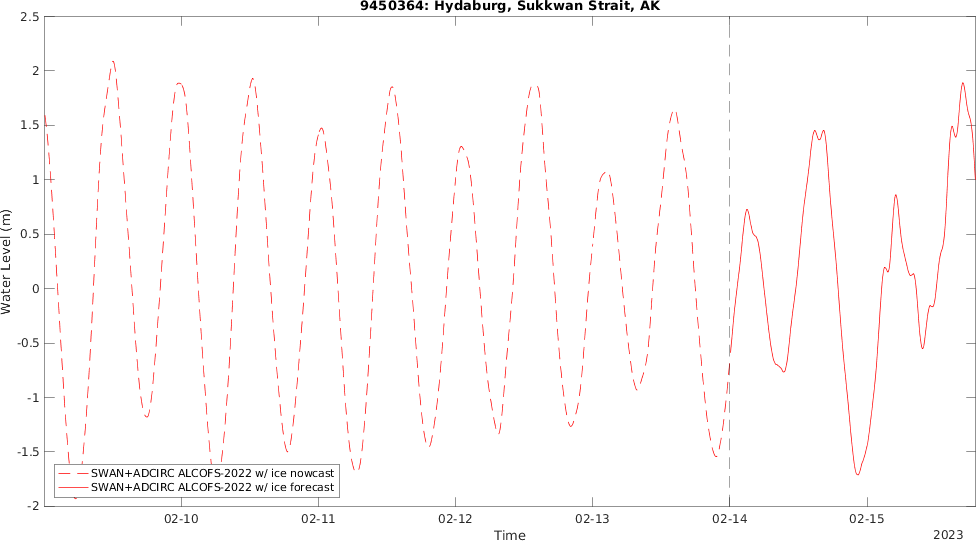 9450364: Hydaburg, Sukkwan Strait, AK
2.5
2
1.5
1
0.5
0
-0.5
-1
-1.5
-2
Water Level (m)
SWAN+ADCIRC ALCOFS-2022 w/ ice nowcast
SWAN+ADCIRC ALCOFS-2022 w/ ice forecast
02-10 02-11 02-12 02-13 02-14 02-15
Time
2023